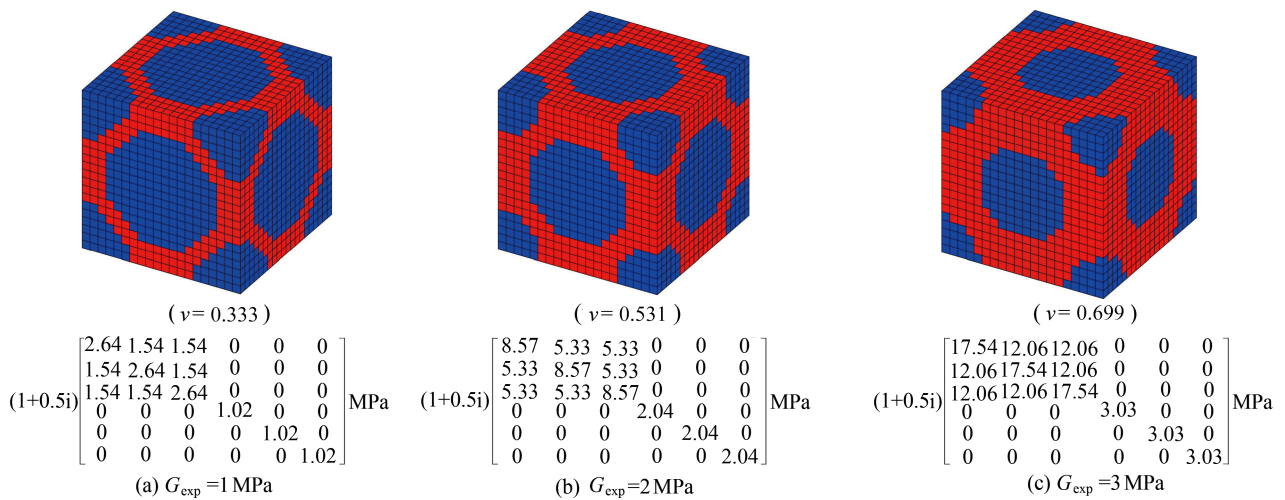 ( v= 0.333 )
( v= 0.531 )
( v= 0.699 )
(1+0.5i)
2.64 1.54 1.54 0 0 0
1.54 2.64 1.54 0 0 0
1.54 1.54 2.64 0 0 0
0 0 0 1.02 0 0
0 0 0 0 1.02 0
0 0 0 0 0 1.02
MPa
(1+0.5i)
8.57 5.33 5.33 0 0 0
5.33 8.57 5.33 0 0 0
5.33 5.33 8.57 0 0 0
0 0 0 2.04 0 0
0 0 0 0 2.04 0
0 0 0 0 0 2.04
MPa
(1+0.5i)
17.54 12.06 12.06 0 0 0
12.06 17.54 12.06 0 0 0
12.06 12.06 17.54 0 0 0
0 0 0 3.03 0 0
0 0 0 0 3.03 0
0 0 0 0 0 3.03
MPa
(a) Gexp =1 MPa
(b) Gexp =2 MPa
(c) Gexp =3 MPa